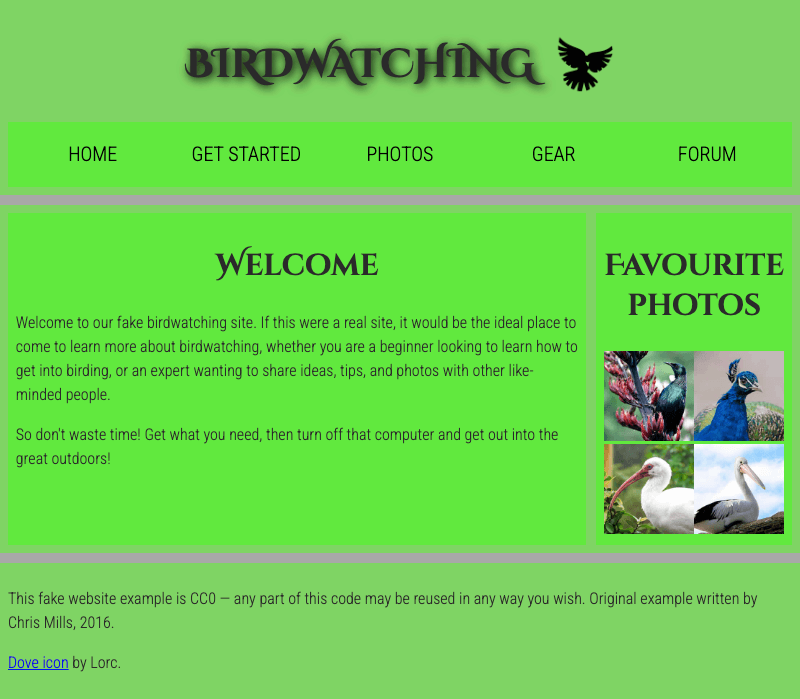 BIRDWATCHING
HOME
GET STARTED
PHOTOS
GEAR
FORUM
WELCOME
Welcome to our fake birdwatching site. If this were a real site, it would be the ideal place to
come to learn more about birdwatching, whether you are a beginner looking to learn how to
get into birding, or an expert wanting to share ideas, tips, and photos with other like-
minded people.
So don't waste time! Get what you need, then turn off that computer and get out into the
great outdoors!
FAVOURITE
PHOTOS
This fake website example is CC0 — any part of this code may be reused in any way you wish. Original example written by
Chris Mills, 2016.
Dove icon by Lorc.